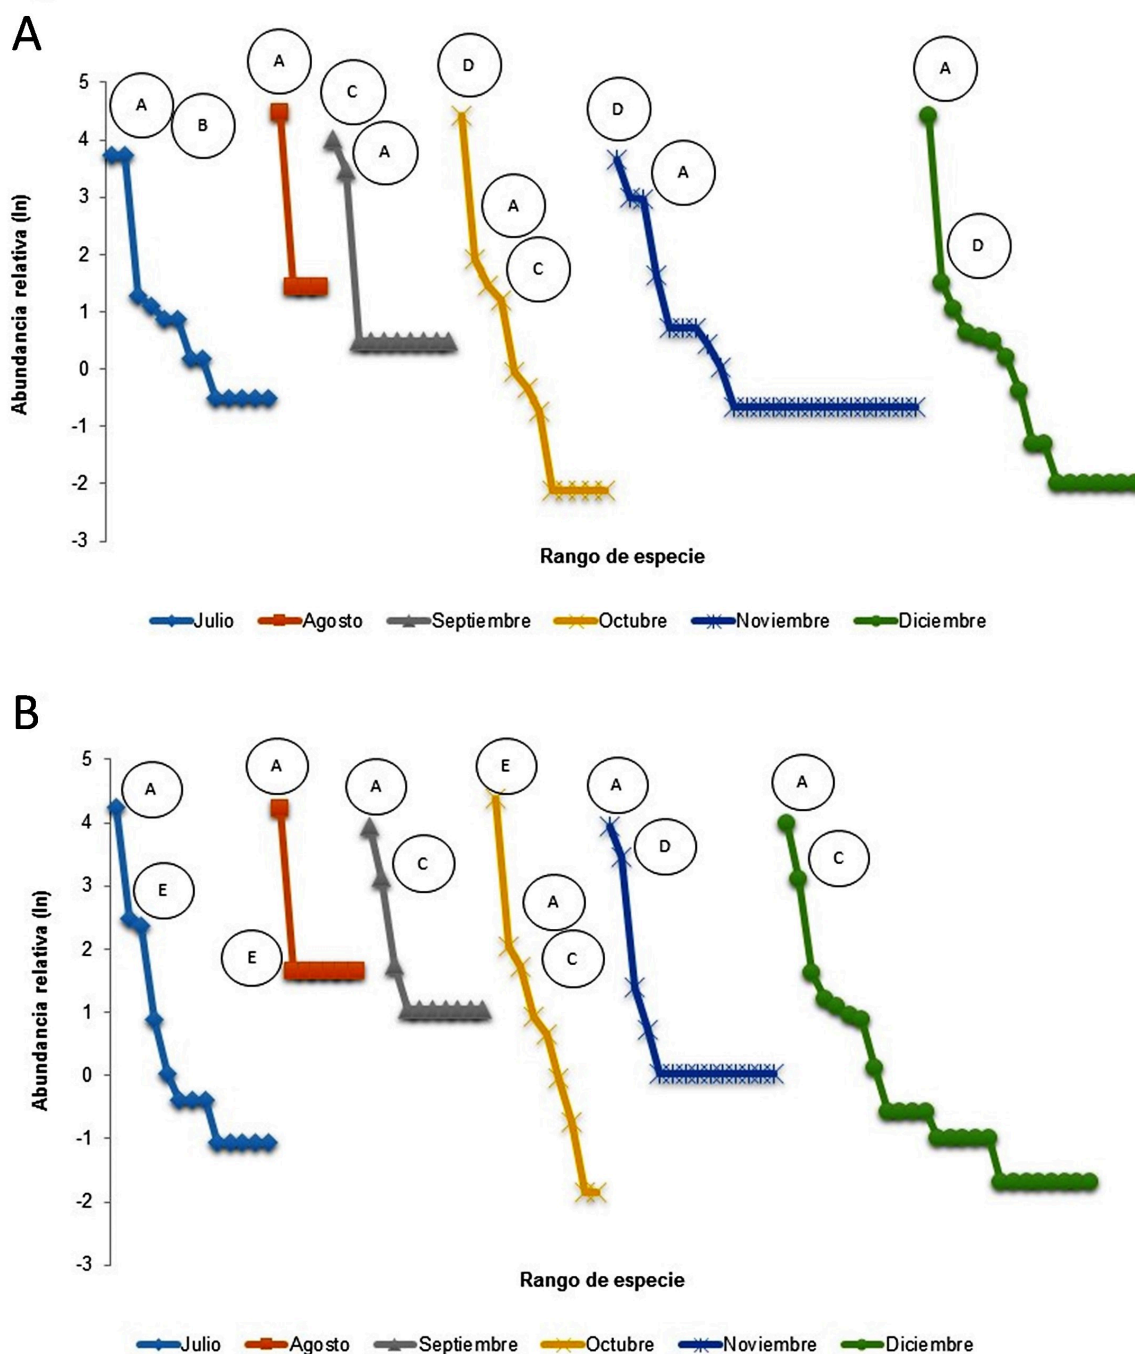 A
A
B
A
C
A
D
A
C
D
A
A
D
5
4
3
2
1
0
-1
-2
-3
Abundancia relativa (ln)
Rango de especie
Julio Agosto Septiembre Octubre Noviembre Diciembre
B
A
E
A
E
A
C
E
A
C
A
D
A
C
5
4
3
2
1
0
-1
-2
-3
Abundancia relativa (ln)
Rango de especie
Julio Agosto Septiembre Octubre Noviembre Diciembre